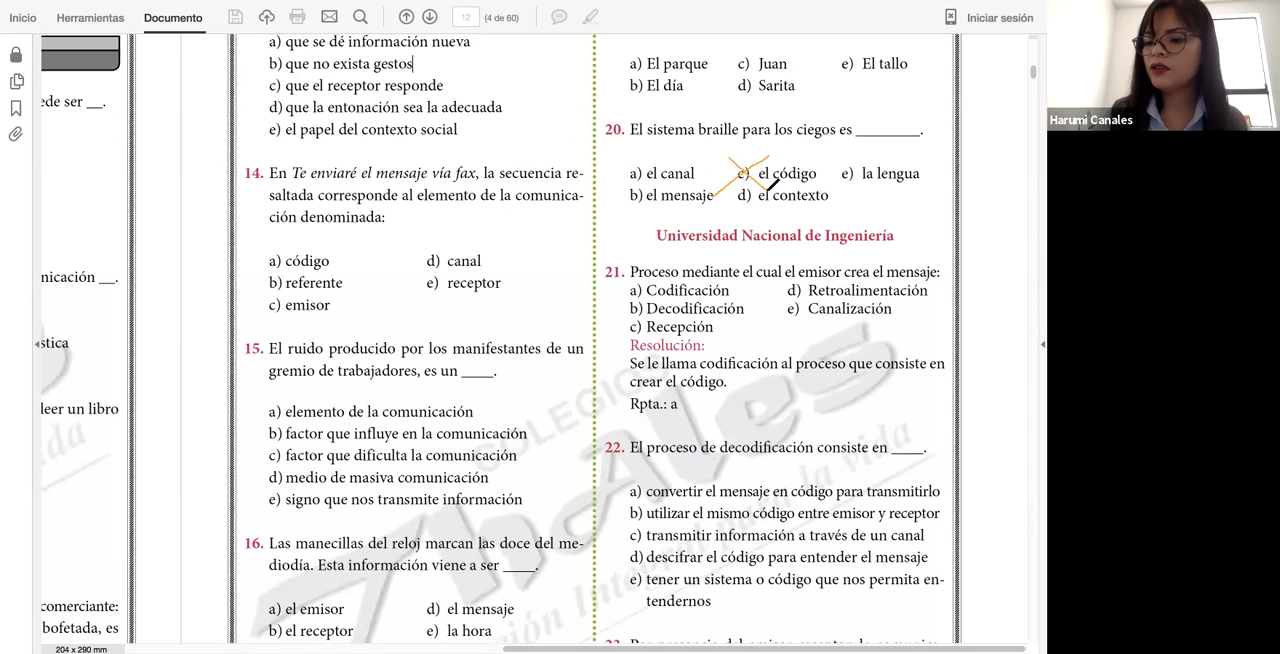 Inicio Herramientas Documento 12 (4 de 60) Iniciar sesión
Harumi Canales
ede ser __.
nicación __.
stica
leer un libro
comerciante:
bofetada, es
204 x 290 mm
a) que se dé información nueva
b) que no exista gestos
c) que el receptor responde
d) que la entonación sea la adecuada
e) el papel del contexto social
14. En Te enviaré el mensaje vía fax, la secuencia re-
saltada corresponde al elemento de la comunica-
ción denominada:
a) código d) canal
b) referente e) receptor
c) emisor
15. El ruido producido por los manifestantes de un
gremio de trabajadores, es un ____.
a) elemento de la comunicación
b) factor que influye en la comunicación
c) factor que dificulta la comunicación
d) medio de masiva comunicación
e) signo que nos transmite información
16. Las manecillas del reloj marcan las doce del me-
diodía. Esta información viene a ser ____.
a) el emisor d) el mensaje
b) el receptor e) la hora
a) El parque c) Juan e) El tallo
b) El día d) Sarita
20. El sistema braille para los ciegos es ________.
a) el canal c) el código e) la lengua
b) el mensaje d) el contexto
Universidad Nacional de Ingeniería
21. Proceso mediante el cual el emisor crea el mensaje:
a) Codificación d) Retroalimentación
b) Decodificación e) Canalización
c) Recepción
Resolución:
Se le llama codificación al proceso que consiste en
crear el código.
Rpta.: a
22. El proceso de decodificación consiste en ____.
a) convertir el mensaje en código para transmitirlo
b) utilizar el mismo código entre emisor y receptor
c) transmitir información a través de un canal
d) descifrar el código para entender el mensaje
e) tener un sistema o código que nos permita en-
tendernos
COLEGIOS
Thales